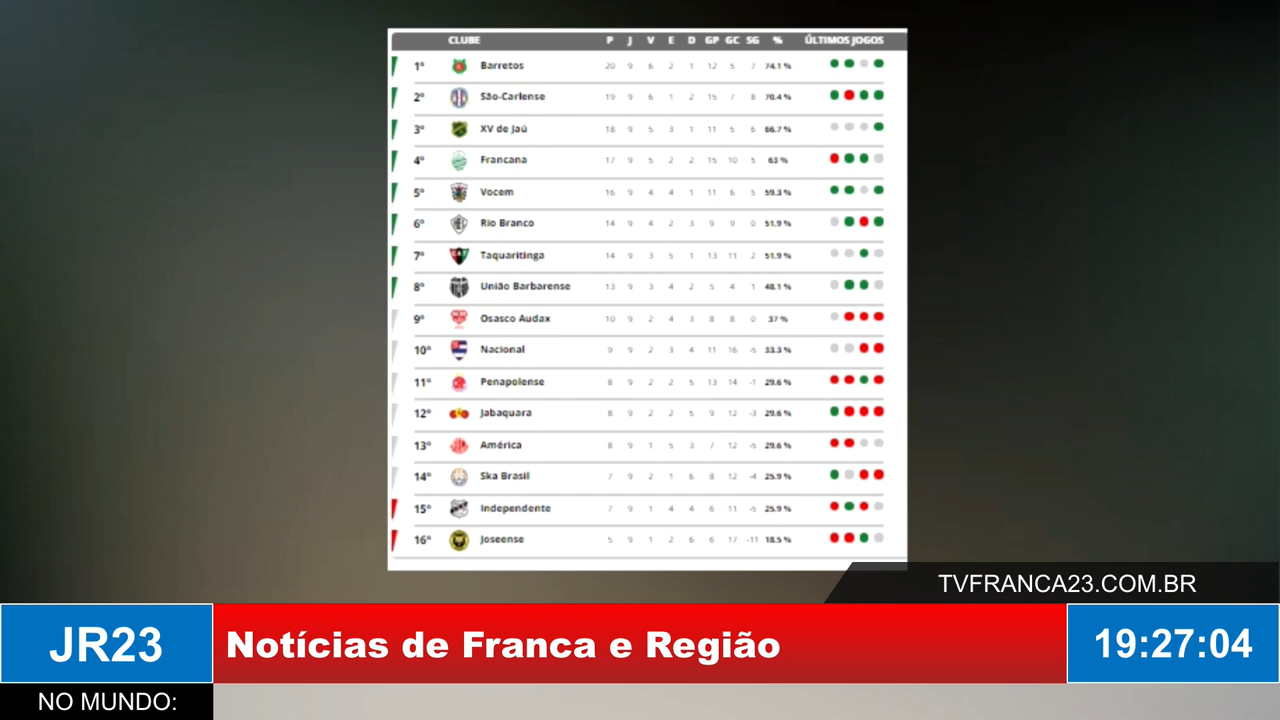 CLUBE P J V E D GP GC SG % ÚLTIMOS JOGOS
1º Barretos 20 9 6 2 1 12 5 7 74.1 %
2º São-Carlense 19 9 6 1 2 15 7 8 70.4 %
3º XV de Jaú 18 9 5 3 1 11 5 6 66.7 %
4º Francana 17 9 5 2 2 15 10 5 63 %
5º Vocem 16 9 4 4 1 11 6 5 59.3 %
6º Rio Branco 14 9 4 2 3 9 9 0 51.9 %
7º Taquaritinga 14 9 3 5 1 13 11 2 51.9 %
8º União Barbarense 13 9 3 4 2 5 4 1 48.1 %
9º Osasco Audax 10 9 2 4 3 8 8 0 37 %
10º Nacional 9 9 2 3 4 11 16 -5 33.3 %
11º Penapolense 8 9 2 2 5 13 14 -1 29.6 %
12º Jabaquara 8 9 2 2 5 9 12 -3 29.6 %
13º América 8 9 1 5 3 7 12 -5 29.6 %
14º Ska Brasil 7 9 2 1 6 8 12 -4 25.9 %
15º Independente 7 9 1 4 4 6 11 -5 25.9 %
16º Joseense 5 9 1 2 6 6 17 -11 18.5 %
TVFRANCA23.COM.BR
JR23 Notícias de Franca e Região 19:27:04
NO MUNDO: